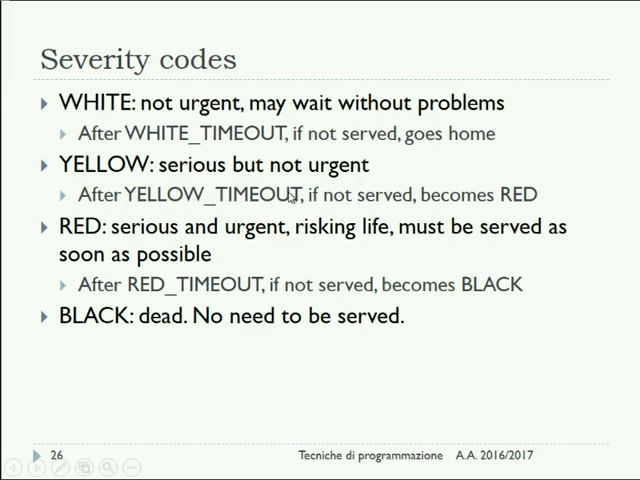 Severity codes
WHITE: not urgent, may wait without problems
After WHITE_TIMEOUT, if not served, goes home
YELLOW: serious but not urgent
After YELLOW_TIMEOUT, if not served, becomes RED
RED: serious and urgent, risking life, must be served as
soon as possible
After RED_TIMEOUT, if not served, becomes BLACK
BLACK: dead. No need to be served.
26
Tecniche di programmazione A.A. 2016/2017